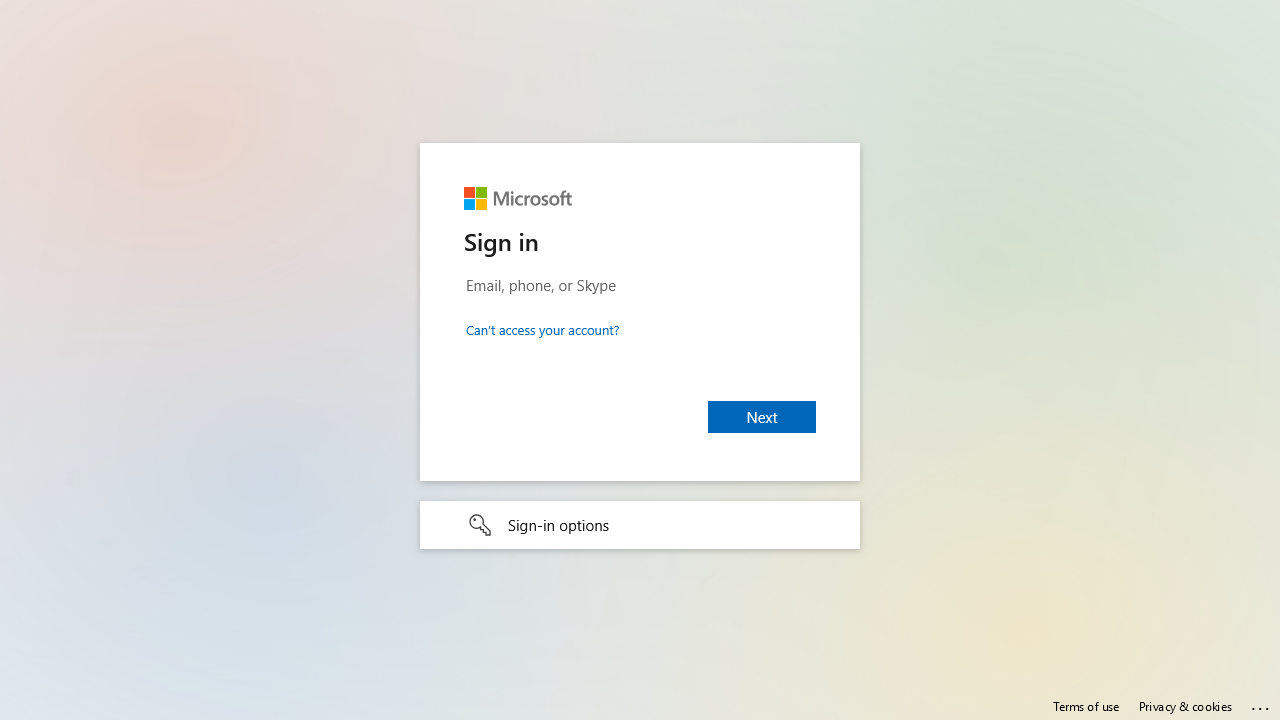 Microsoft
Sign in
Email, phone, or Skype
Can't access your account?
Next
Sign-in options
Terms of use Privacy & cookies ...